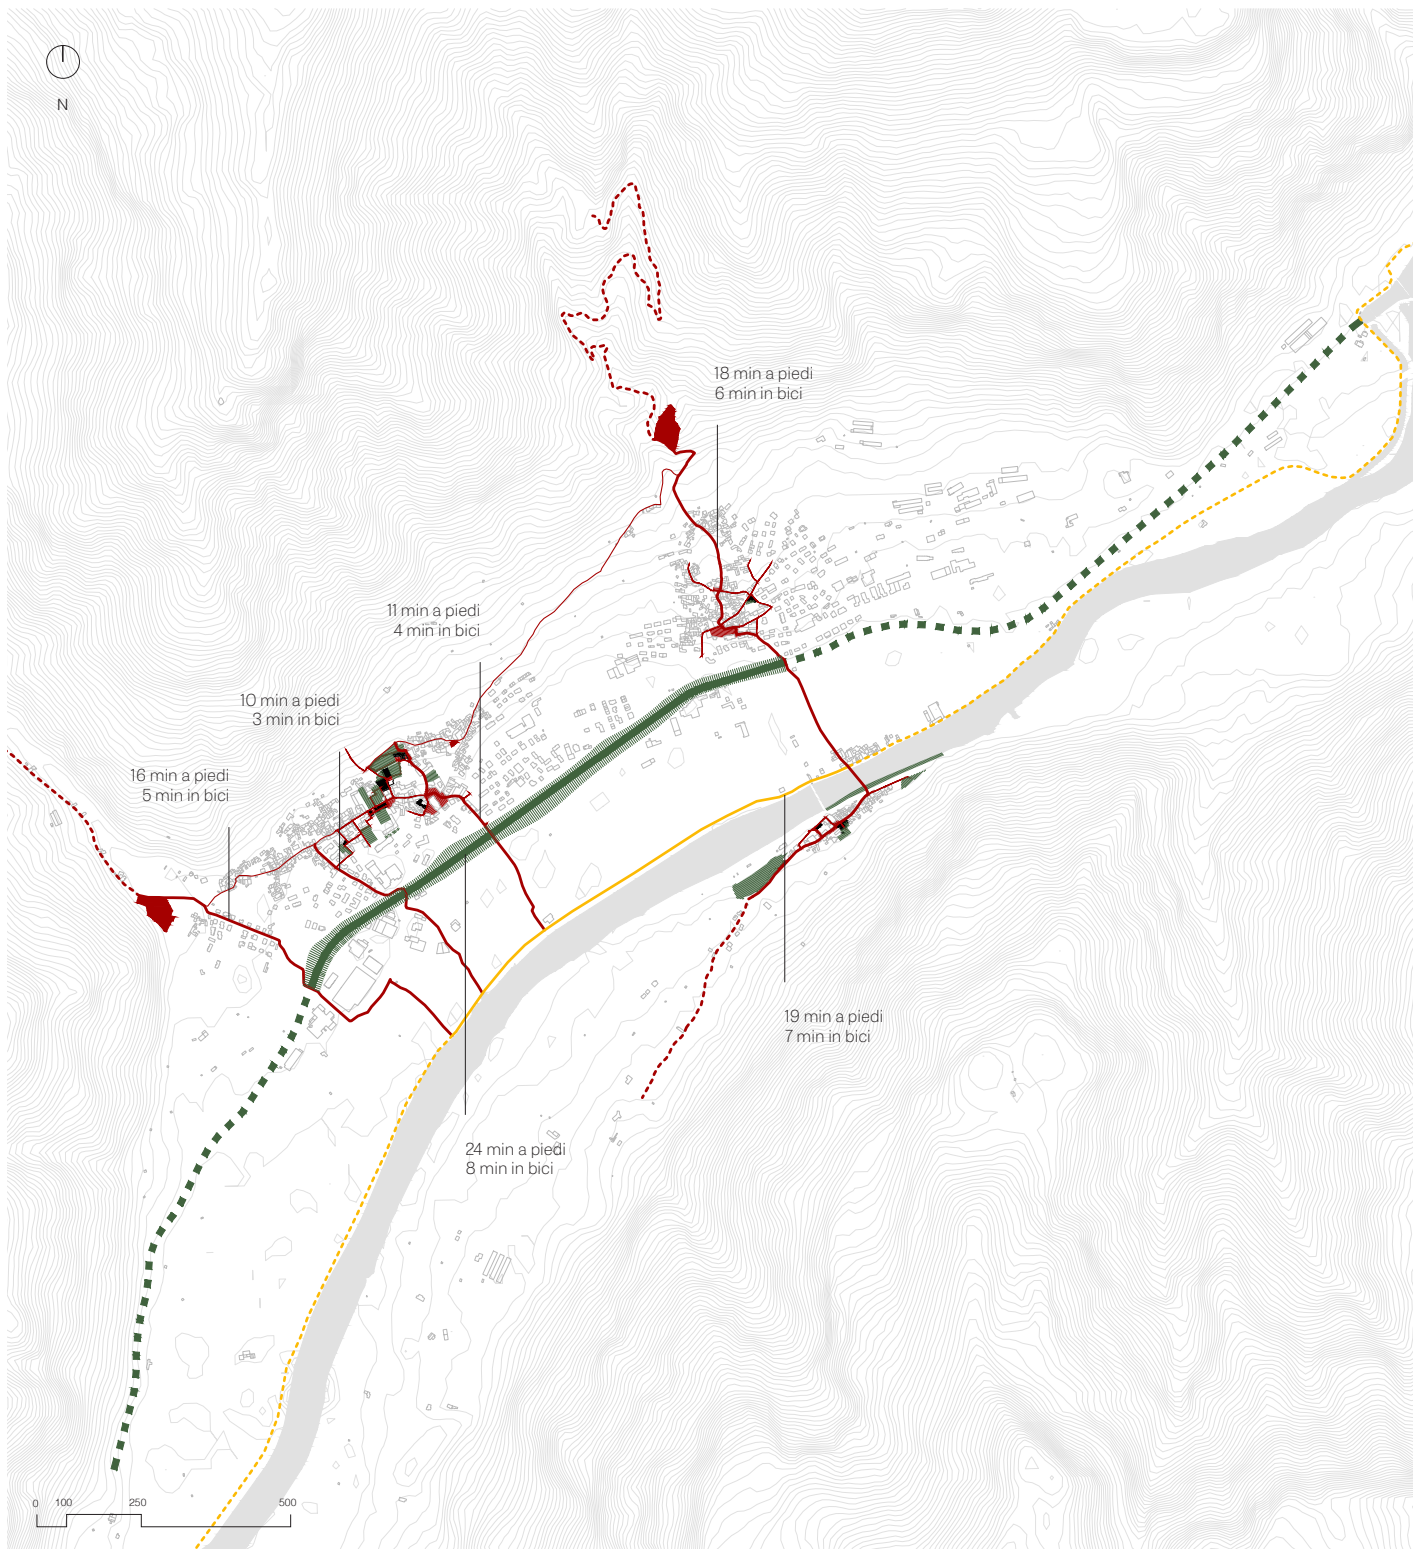 N
18 min a piedi
6 min in bici
11 min a piedi
4 min in bici
10 min a piedi
3 min in bici
16 min a piedi
5 min in bici
19 min a piedi
7 min in bici
24 min a piedi
8 min in bici
0 100 250 500